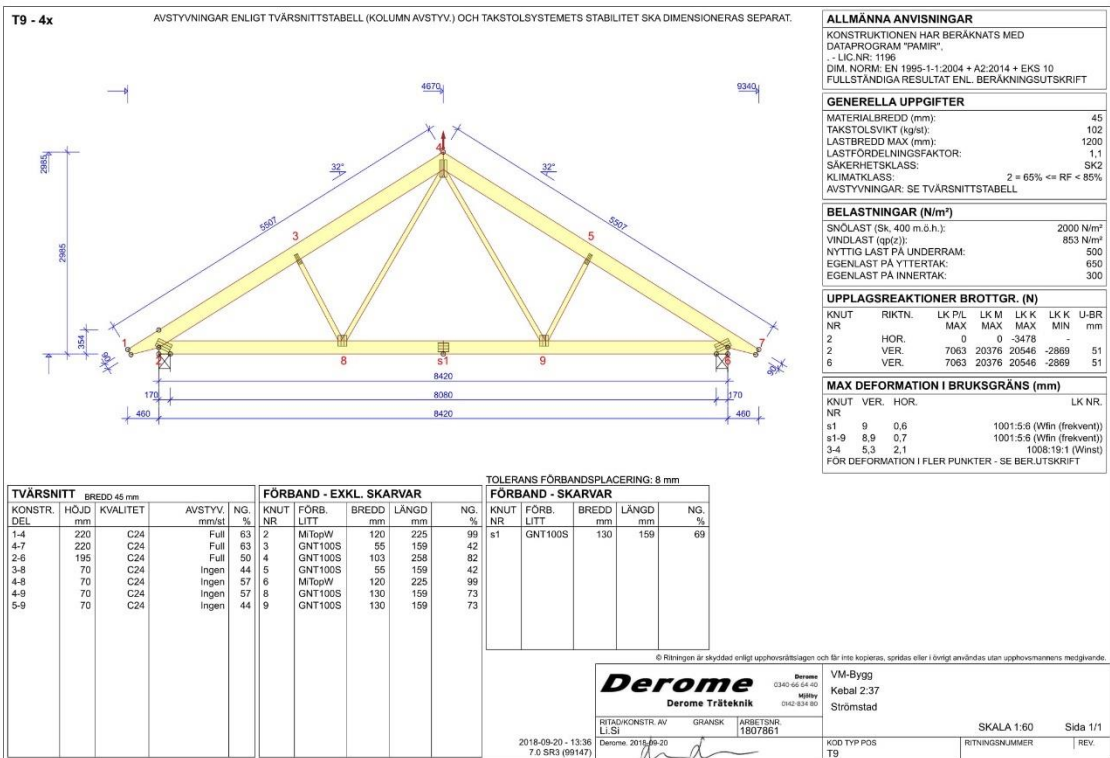 T9 - 4x
AVSTYVNINGAR ENLIGT TVÄRSNITTSTABELL (KOLUMN AVSTYV.) OCH TAKSTOLSYSTEMETS STABILITET SKA DIMENSIONERAS SEPARAT.
4670
9340
4
32°
32°
2985
2985
5507
5507
3
5
354
1
90
2
8
s1
9
6
7
90
8420
170
8080
170
460
8420
460
ALLMÄNNA ANVISNINGAR
KONSTRUKTIONEN HAR BERÄKNATS MED
DATAPROGRAM "PAMIR",
. - LIC.NR: 1196
DIM. NORM: EN 1995-1-1:2004 + A2:2014 + EKS 10
FULLSTÄNDIGA RESULTAT ENL. BERÄKNINGSUTSKRIFT
GENERELLA UPPGIFTER
MATERIALBREDD (mm): 45
TAKSTOLSVIKT (kg/st): 102
LASTBREDD MAX (mm): 1200
LASTFÖRDELNINGSFAKTOR: 1,1
SÄKERHETSKLASS: SK2
KLIMATKLASS: 2 = 65% <= RF < 85%
AVSTYVNINGAR: SE TVÄRSNITTSTABELL
BELASTNINGAR (N/m²)
SNÖLAST (Sk, 400 m.ö.h.): 2000 N/m²
VINDLAST (qp(z)): 853 N/m²
NYTTIG LAST PÅ UNDERRAM: 500
EGENLAST PÅ YTTERTAK: 650
EGENLAST PÅ INNERTAK: 300
UPPLAGSREAKTIONER BROTTGR. (N)
KNUT RIKTN. LK P/L LK M LK K LK K U-BR
NR MAX MAX MAX MIN mm
2 HOR. 0 0 -3478 -
2 VER. 7063 20376 20546 -2869 51
6 VER. 7063 20376 20546 -2869 51
MAX DEFORMATION I BRUKSGRÄNS (mm)
KNUT VER. HOR. LK NR.
NR
s1 9 0,6 1001:5:6 (Wfin (frekvent))
s1-9 8,9 0,7 1001:5:6 (Wfin (frekvent))
3-4 5,3 2,1 1008:19:1 (Winst)
FÖR DEFORMATION I FLER PUNKTER - SE BER.UTSKRIFT
TVÄRSNITT BREDD 45 mm
KONSTR. HÖJD KVALITET AVSTYV. NG.
DEL mm mm/st %
1-4 220 C24 Full 63
4-7 220 C24 Full 63
2-6 195 C24 Full 50
3-8 70 C24 Ingen 44
4-8 70 C24 Ingen 57
4-9 70 C24 Ingen 57
5-9 70 C24 Ingen 44
FÖRBAND - EXKL. SKARVAR
KNUT FÖRB. BREDD LÄNGD NG.
NR LITT mm mm %
2 MiTopW 120 225 99
3 GNT100S 55 159 42
4 GNT100S 103 258 82
5 GNT100S 55 159 42
6 MiTopW 120 225 99
8 GNT100S 130 159 73
9 GNT100S 130 159 73
TOLERANS FÖRBANDSPLACERING: 8 mm
FÖRBAND - SKARVAR
KNUT FÖRB. BREDD LÄNGD NG.
NR LITT mm mm %
s1 GNT100S 130 159 69
© Ritningen är skyddad enligt upphovsrättslagen och får inte kopieras, spridas eller i övrigt användas utan upphovsmannens medgivande.
Derome
Derome Träteknik
Derome
0340-66 64 40
Mjölby
0142-834 80
VM-Bygg
Kebal 2:37
Strömstad
RITAD/KONSTR. AV GRANSK ARBETSNR.
Li.Si 1807861
SKALA 1:60 Sida 1/1
2018-09-20 - 13:36
7.0 SR3 (99147)
Derome. 2018-09-20
KOD TYP POS RITNINGSNUMMER REV.
T9